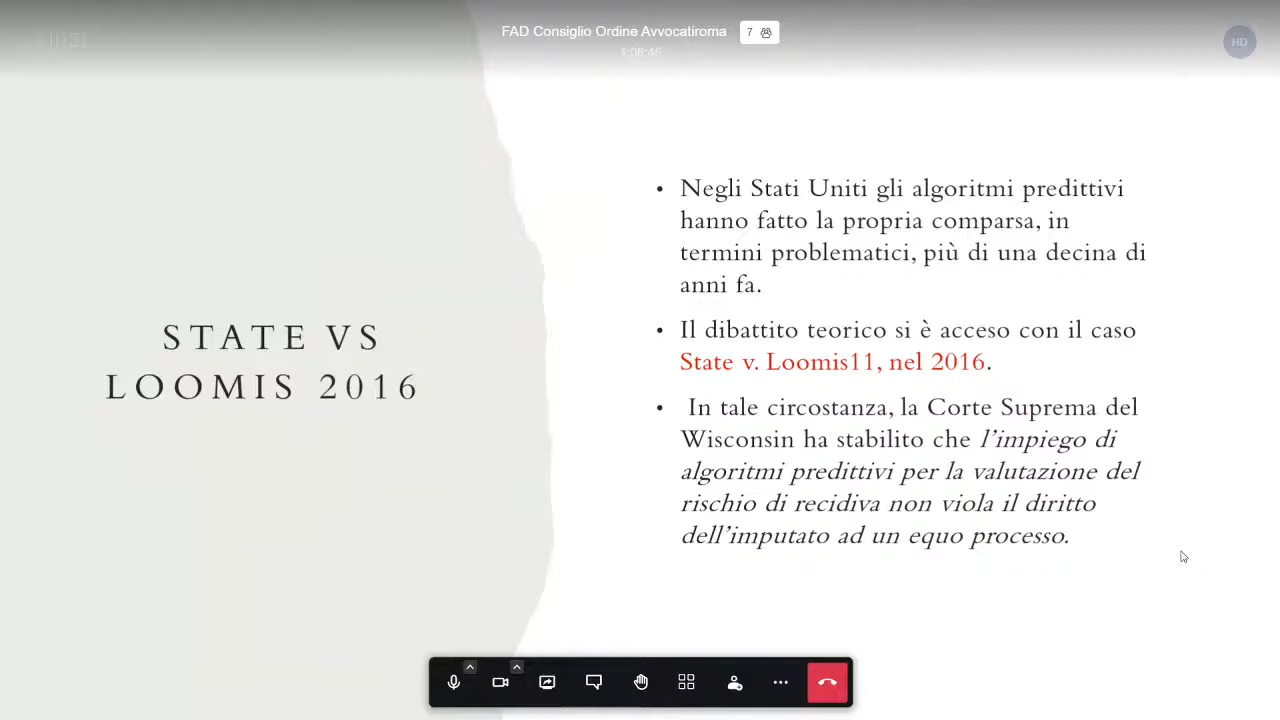 FAD Consiglio Ordine Avvocatiroma 7
1:08:46
HD
STATE VS
LOOMIS 2016
• Negli Stati Uniti gli algoritmi predittivi
hanno fatto la propria comparsa, in
termini problematici, più di una decina di
anni fa.
• Il dibattito teorico si è acceso con il caso
State v. Loomis11, nel 2016.
• In tale circostanza, la Corte Suprema del
Wisconsin ha stabilito che l’impiego di
algoritmi predittivi per la valutazione del
rischio di recidiva non viola il diritto
dell’imputato ad un equo processo.